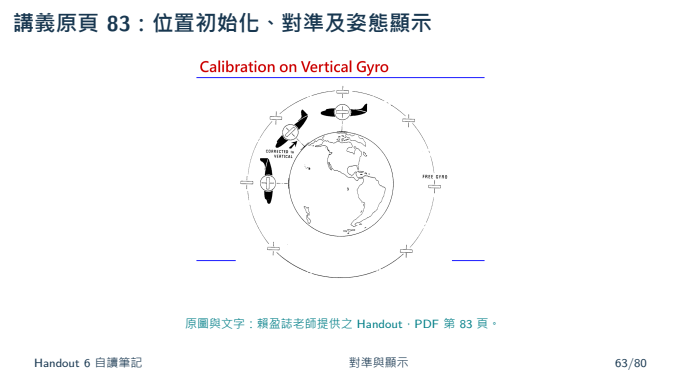 講義原頁 83：位置初始化、對準及姿態顯示
Calibration on Vertical Gyro
CORRECTED to
VERTICAL
FREE GYRO
原圖與文字：賴盈誌老師提供之 Handout，PDF 第 83 頁。
Handout 6 自讀筆記
對準與顯示
63/80